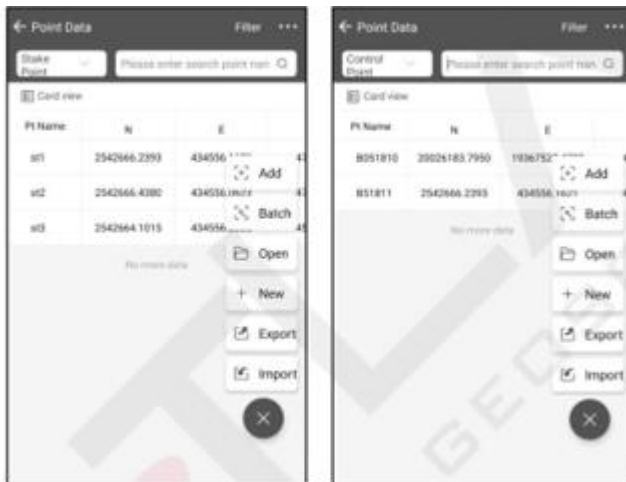 Point Data Filter
Stake Point
Please enter search point nam
Card view
Pt Name N E
st1 2542666.2393
st2 2542666.4380
st3 2542664.1015
No more data
Add
Batch
Open
+ New
Export
Import
Point Data Filter
Control Point
Please enter search point nam
Card view
Pt Name N E
B051810 20026183.7950
B51811 2542666.2393
No more data
Add
Batch
Open
+ New
Export
Import